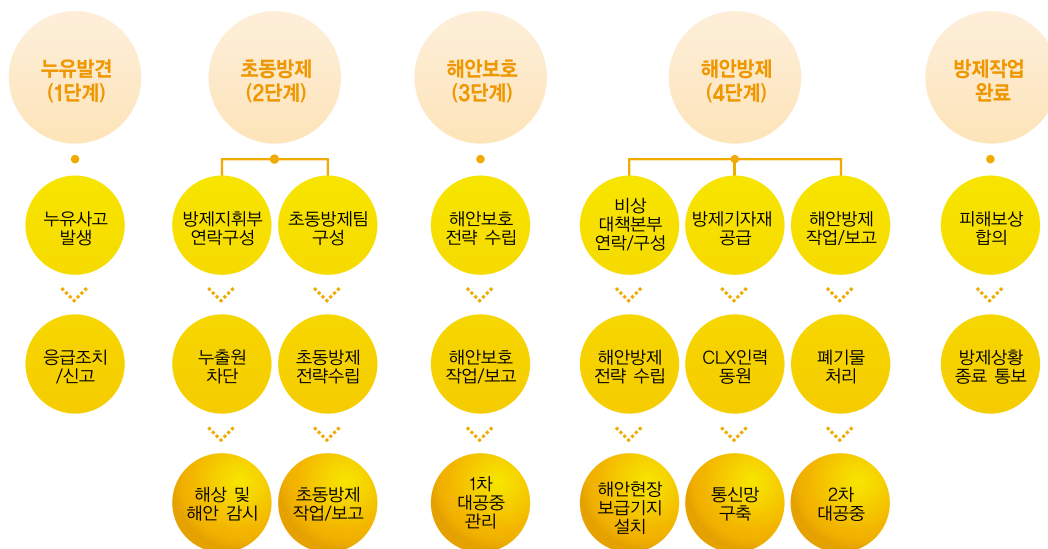 누유발견
(1단계)
초동방제
(2단계)
해안보호
(3단계)
해안방제
(4단계)
방제작업
완료
누유사고
발생
방제지휘부
연락구성
초동방제팀
구성
해안보호
전략 수립
비상
대책본부
연락/구성
방제기자재
공급
해안방제
작업/보고
피해보상
합의
응급조치
/신고
누출원
차단
초동방제
전략수립
해안보호
작업/보고
해안방제
전략 수립
CLX인력
동원
폐기물
처리
방제상황
종료 통보
해상 및
해안 감시
초동방제
작업/보고
1차
대공중
관리
해안현장
보급기지
설치
통신망
구축
2차
대공중